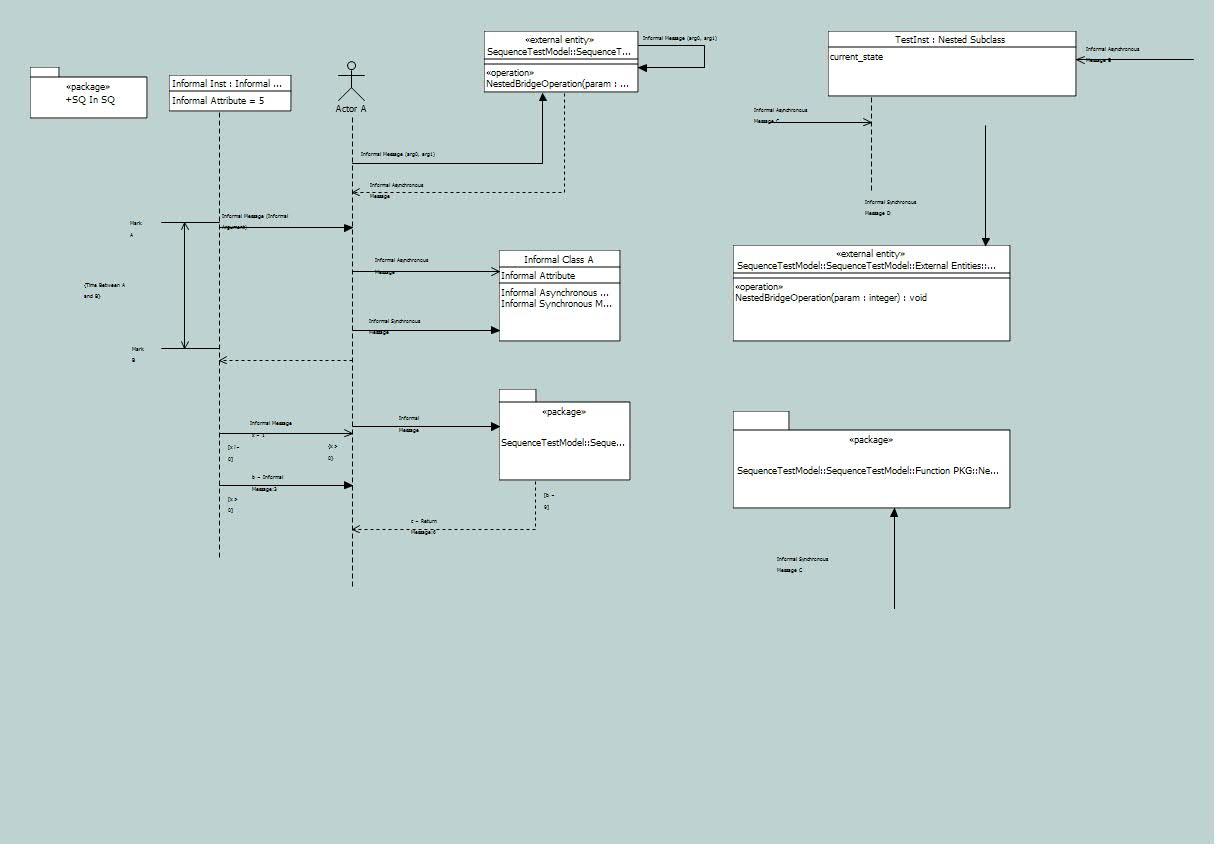 «package»
+SQ In SQ
Informal Inst : Informal ...
Informal Attribute = 5
Actor A
«external entity»
SequenceTestModel::SequenceT...
«operation»
NestedBridgeOperation(param : ...
Informal Message (arg0, arg1)
TestInst : Nested Subclass
current_state
Informal Asynchronous
Message B
Informal Asynchronous
Message C
Informal Message (arg0, arg1)
Informal Asynchronous
Message
Informal Synchronous
Message D
Mark
A
Informal Message (Informal
Argument)
{Time Between A
and B}
Mark
B
Informal Asynchronous
Message
Informal Synchronous
Message
Informal Class A
Informal Attribute
Informal Asynchronous ...
Informal Synchronous M...
«external entity»
SequenceTestModel::SequenceTestModel::External Entities::...
«operation»
NestedBridgeOperation(param : integer) : void
Informal Message
Informal
Message
«package»
SequenceTestModel::Seque...
b = Informal
Message:3
[x >
0]
c = Return
Message:6
«package»
SequenceTestModel::SequenceTestModel::Function PKG::Ne...
Informal Synchronous
Message C